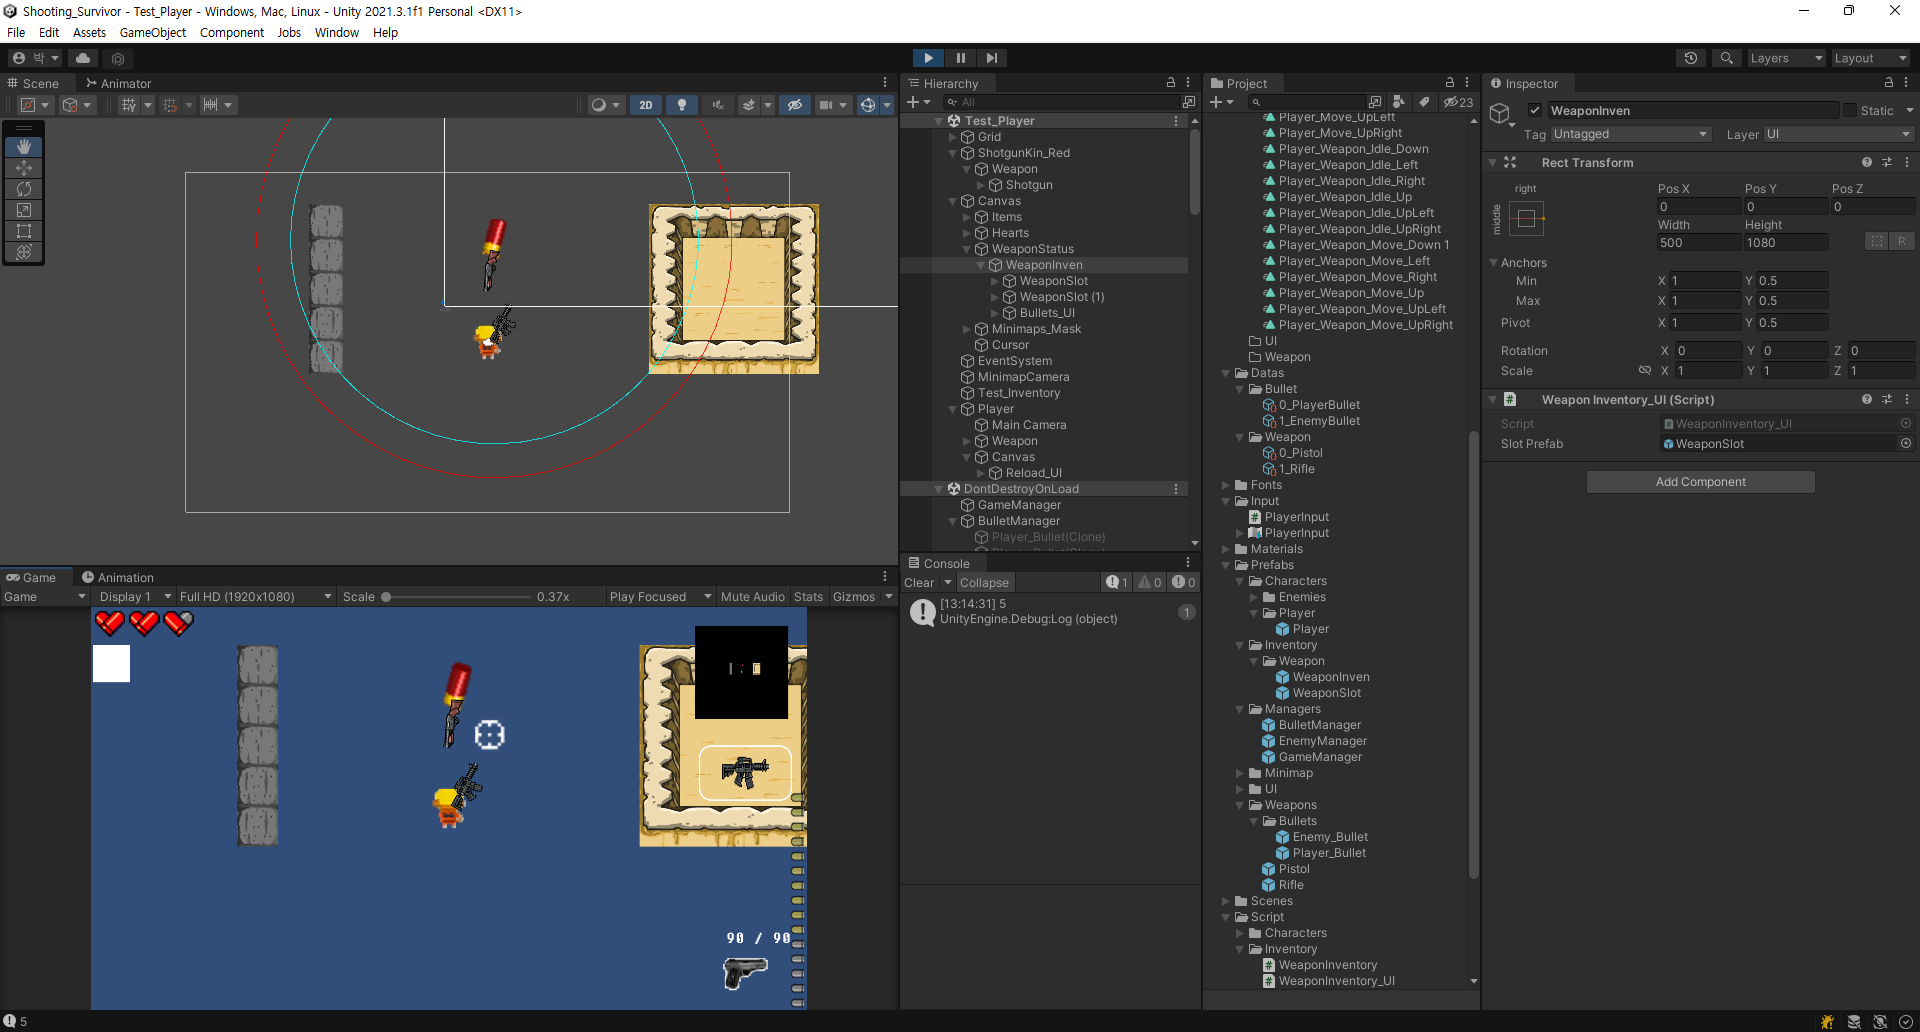 Shooting_Survivor - Test_Player - Windows, Mac, Linux - Unity 2021.3.1f1 Personal <DX11>
File Edit Assets GameObject Component Jobs Window Help
박 Layers Layout
Scene Animator
2D
Game Animation
Game Display 1 Full HD (1920x1080) Scale 0.37x Play Focused Mute Audio Stats Gizmos
90 / 90
5
Hierarchy
All
Test_Player
Grid
ShotgunKin_Red
Weapon
Shotgun
Canvas
Items
Hearts
WeaponStatus
WeaponInven
WeaponSlot
WeaponSlot (1)
Bullets_UI
Minimaps_Mask
Cursor
EventSystem
MinimapCamera
Test_Inventory
Player
Main Camera
Weapon
Canvas
Reload_UI
DontDestroyOnLoad
GameManager
BulletManager
Player_Bullet(Clone)
Console
Clear Collapse 1 0 0
[13:14:31] 5
UnityEngine.Debug:Log (object) 1
Project
23
Player_Move_UpLeft
Player_Move_UpRight
Player_Weapon_Idle_Down
Player_Weapon_Idle_Left
Player_Weapon_Idle_Right
Player_Weapon_Idle_Up
Player_Weapon_Idle_UpLeft
Player_Weapon_Idle_UpRight
Player_Weapon_Move_Down 1
Player_Weapon_Move_Left
Player_Weapon_Move_Right
Player_Weapon_Move_Up
Player_Weapon_Move_UpLeft
Player_Weapon_Move_UpRight
UI
Weapon
Datas
Bullet
0_PlayerBullet
1_EnemyBullet
Weapon
0_Pistol
1_Rifle
Fonts
Input
PlayerInput
PlayerInput
Materials
Prefabs
Characters
Enemies
Player
Player
Inventory
Weapon
WeaponInven
WeaponSlot
Managers
BulletManager
EnemyManager
GameManager
Minimap
UI
Weapons
Bullets
Enemy_Bullet
Player_Bullet
Pistol
Rifle
Scenes
Script
Characters
Inventory
WeaponInventory
WeaponInventory_UI
Inspector
WeaponInven Static
Tag Untagged Layer UI
Rect Transform
right
middle
Pos X Pos Y Pos Z
0 0 0
Width Height
500 1080 R
Anchors
Min X 1 Y 0.5
Max X 1 Y 0.5
Pivot X 1 Y 0.5
Rotation X 0 Y 0 Z 0
Scale X 1 Y 1 Z 1
Weapon Inventory_UI (Script)
Script WeaponInventory_UI
Slot Prefab WeaponSlot
Add Component